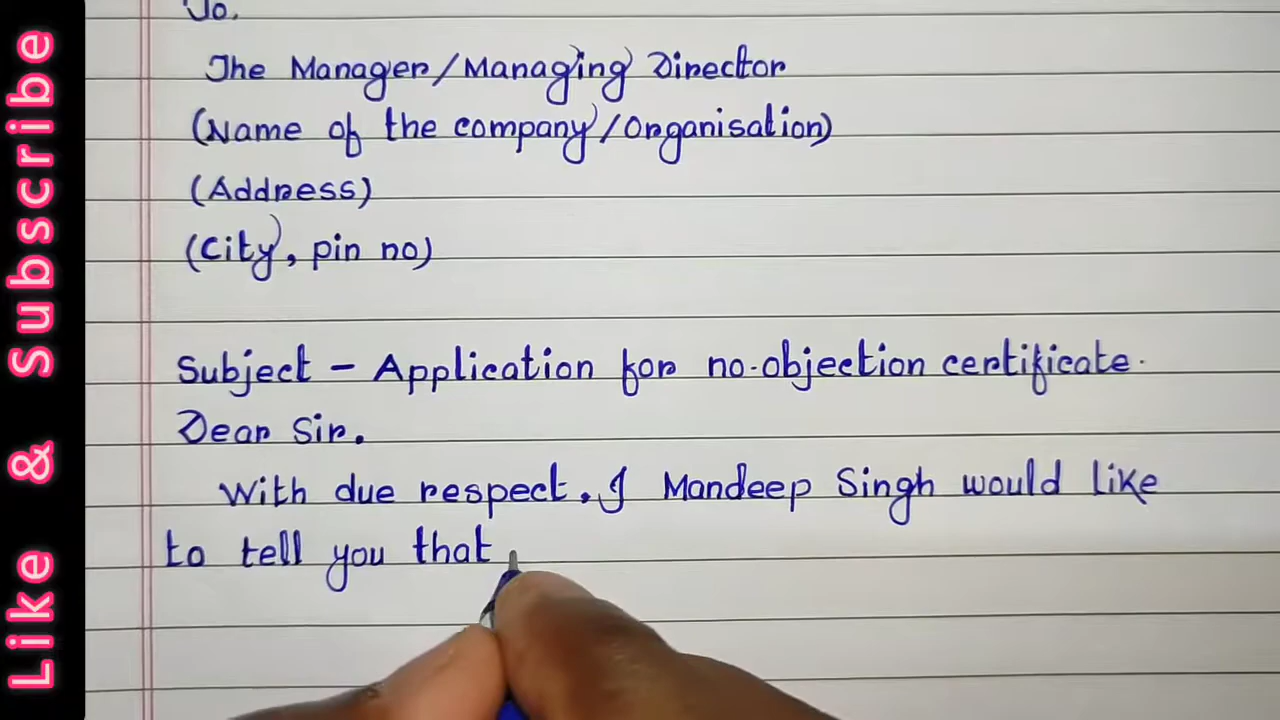 To,
The Manager/Managing Director
(Name of the company/Organisation)
(Address)
(City, pin no)
Subject - Application for no-objection certificate.
Dear Sir.
With due respect. I Mandeep Singh would like
to tell you that
Like & Subscribe